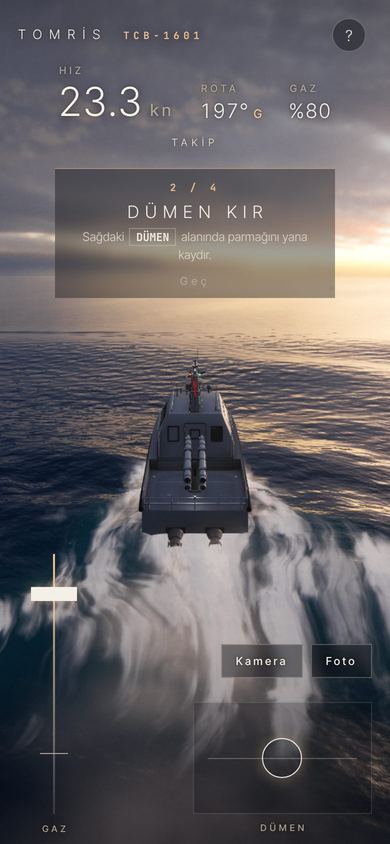 TOMRİS TCB-1601 ?
HIZ
23.3 kn
ROTA
197° G
GAZ
%80
TAKİP
2 / 4
DÜMEN KIR
Sağdaki DÜMEN alanında parmağını yana
kaydır.
Geç
Kamera Foto
GAZ
DÜMEN